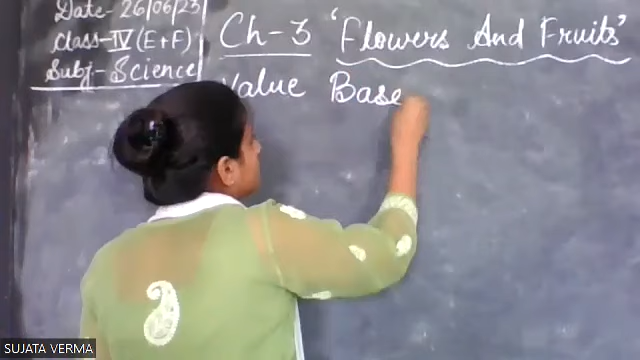 Date- 26/06/23
Class-IV (E+F)
Subj.- Science
Ch-3 'Flowers And Fruits'
Value Base
SUJATA VERMA